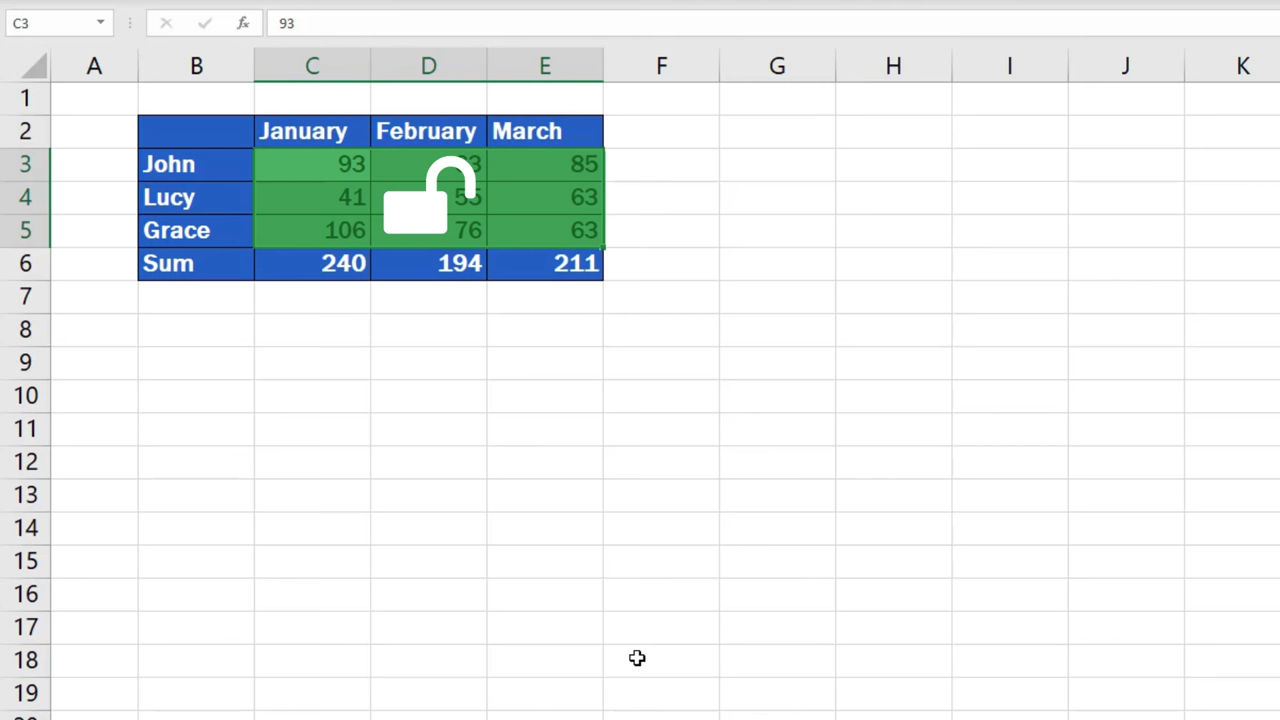 C3 fx 93
A B C D E F G H I J K
1
2 January February March
3 John 93 85
4 Lucy 41 55 63
5 Grace 106 76 63
6 Sum 240 194 211
7
8
9
10
11
12
13
14
15
16
17
18
19